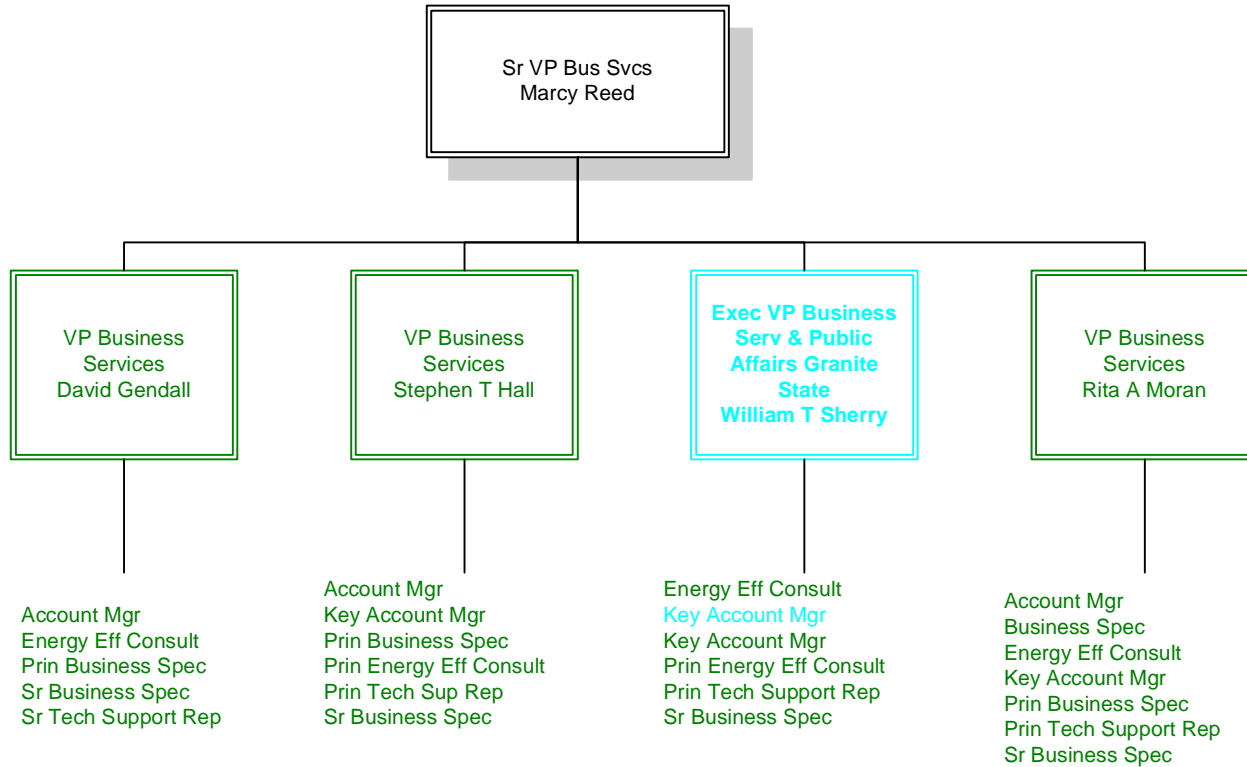 Sr VP Bus Svcs
Marcy Reed
VP Business
Services
David Gendall
VP Business
Services
Stephen T Hall
Exec VP Business
Serv & Public
Affairs Granite
State
William T Sherry
VP Business
Services
Rita A Moran
Account Mgr
Energy Eff Consult
Prin Business Spec
Sr Business Spec
Sr Tech Support Rep
Account Mgr
Key Account Mgr
Prin Business Spec
Prin Energy Eff Consult
Prin Tech Sup Rep
Sr Business Spec
Energy Eff Consult
Key Account Mgr
Key Account Mgr
Prin Energy Eff Consult
Prin Tech Support Rep
Sr Business Spec
Account Mgr
Business Spec
Energy Eff Consult
Key Account Mgr
Prin Business Spec
Prin Tech Support Rep
Sr Business Spec